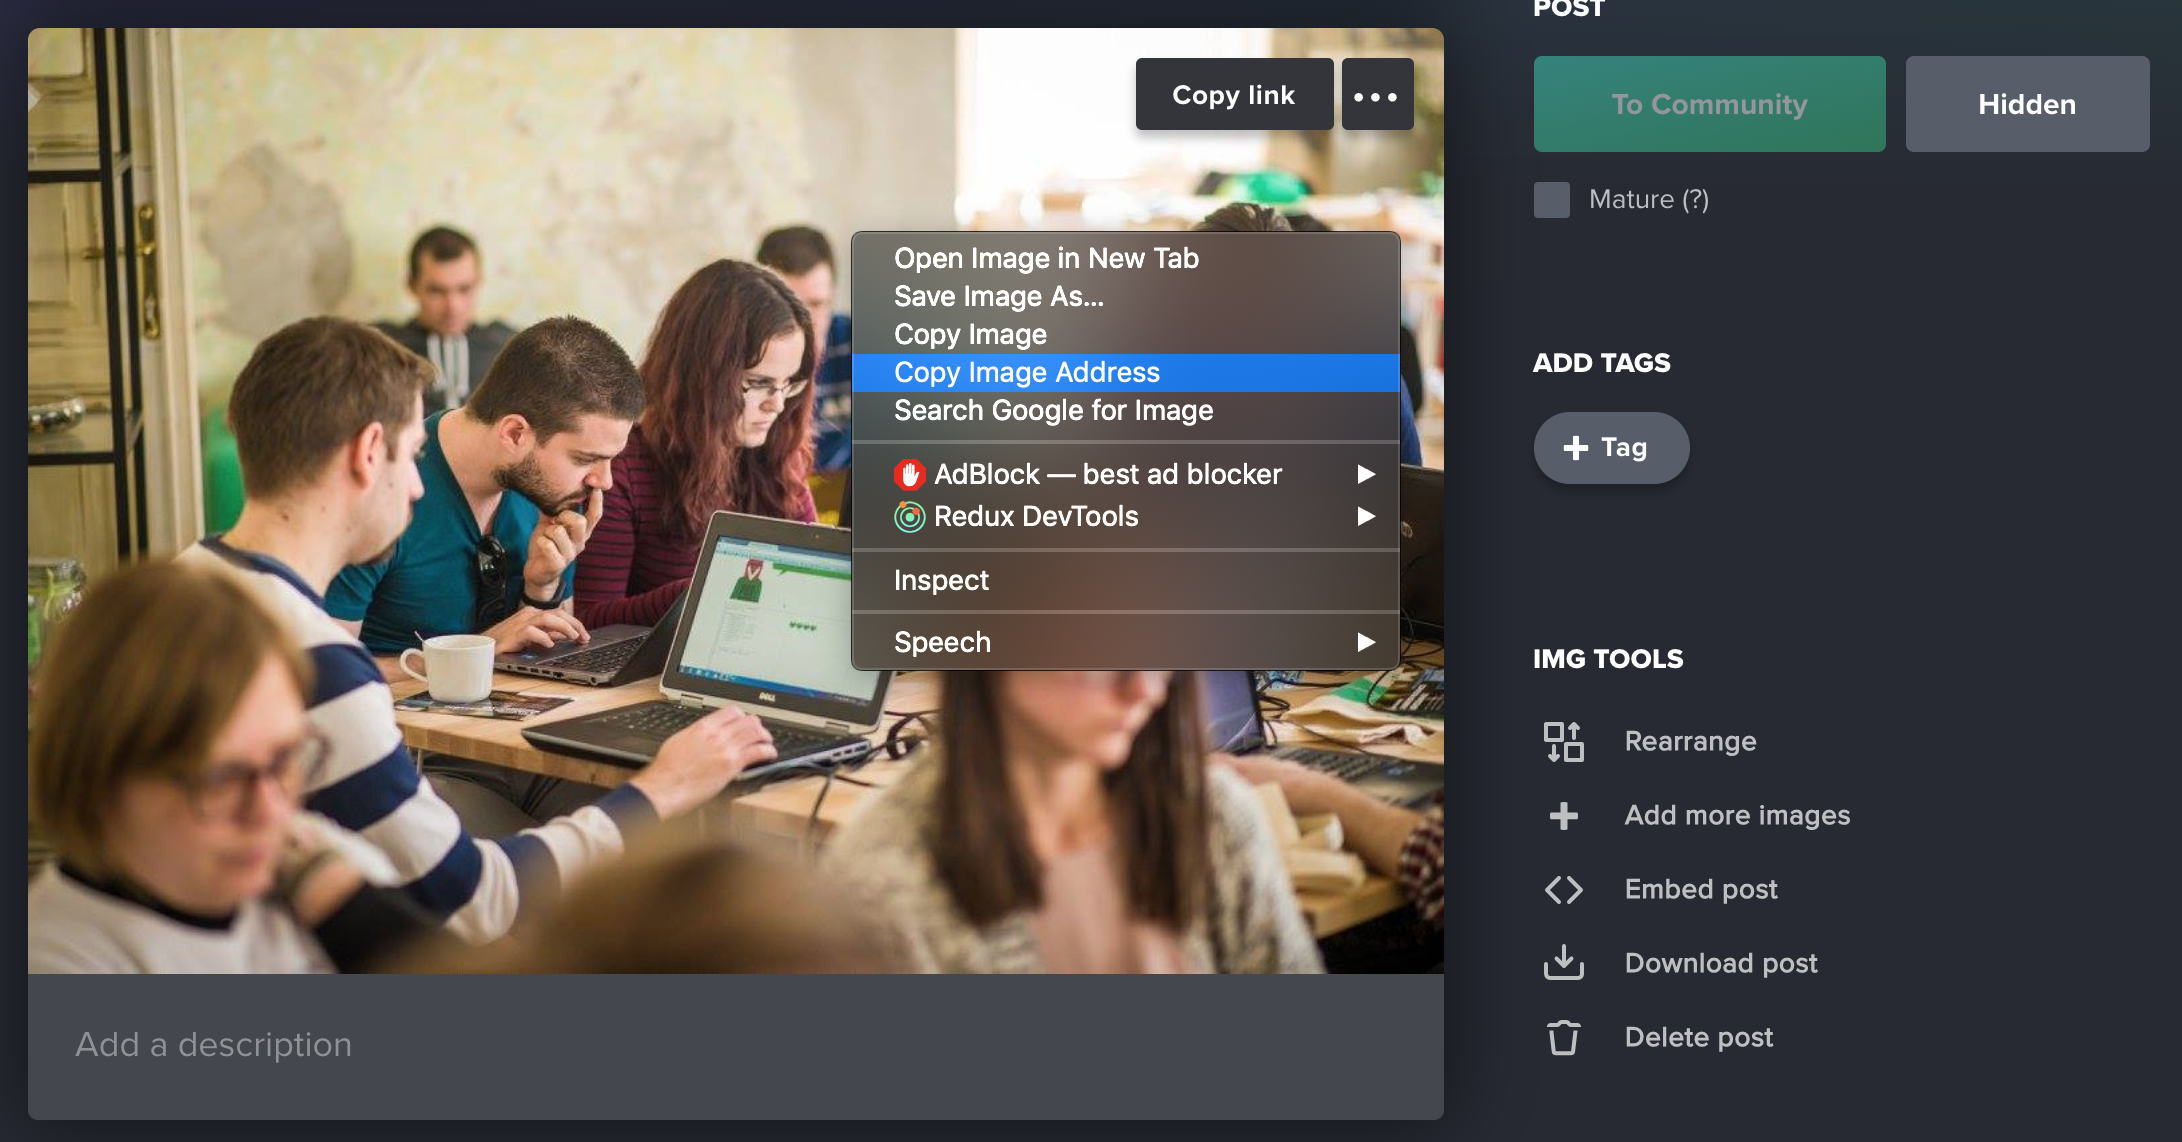 Copy link
Open Image in New Tab
Save Image As...
Copy Image
Copy Image Address
Search Google for Image
AdBlock — best ad blocker
Redux DevTools
Inspect
Speech
DELL
Add a description
POST
To Community
Hidden
Mature (?)
ADD TAGS
Tag
IMG TOOLS
Rearrange
Add more images
Embed post
Download post
Delete post